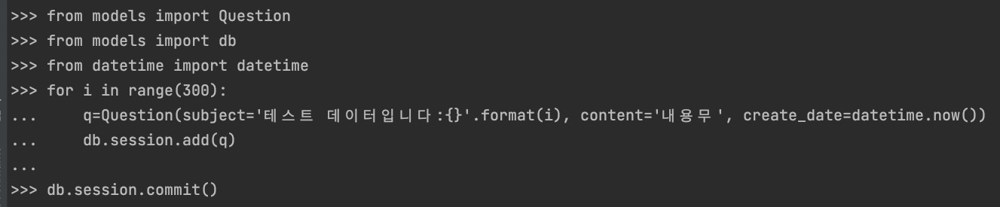 >>> from models import Question
>>> from models import db
>>> from datetime import datetime
>>> for i in range(300):
...     q=Question(subject='테스트 데이터입니다:{}'.format(i), content='내용무', create_date=datetime.now())
...     db.session.add(q)
...
>>> db.session.commit()